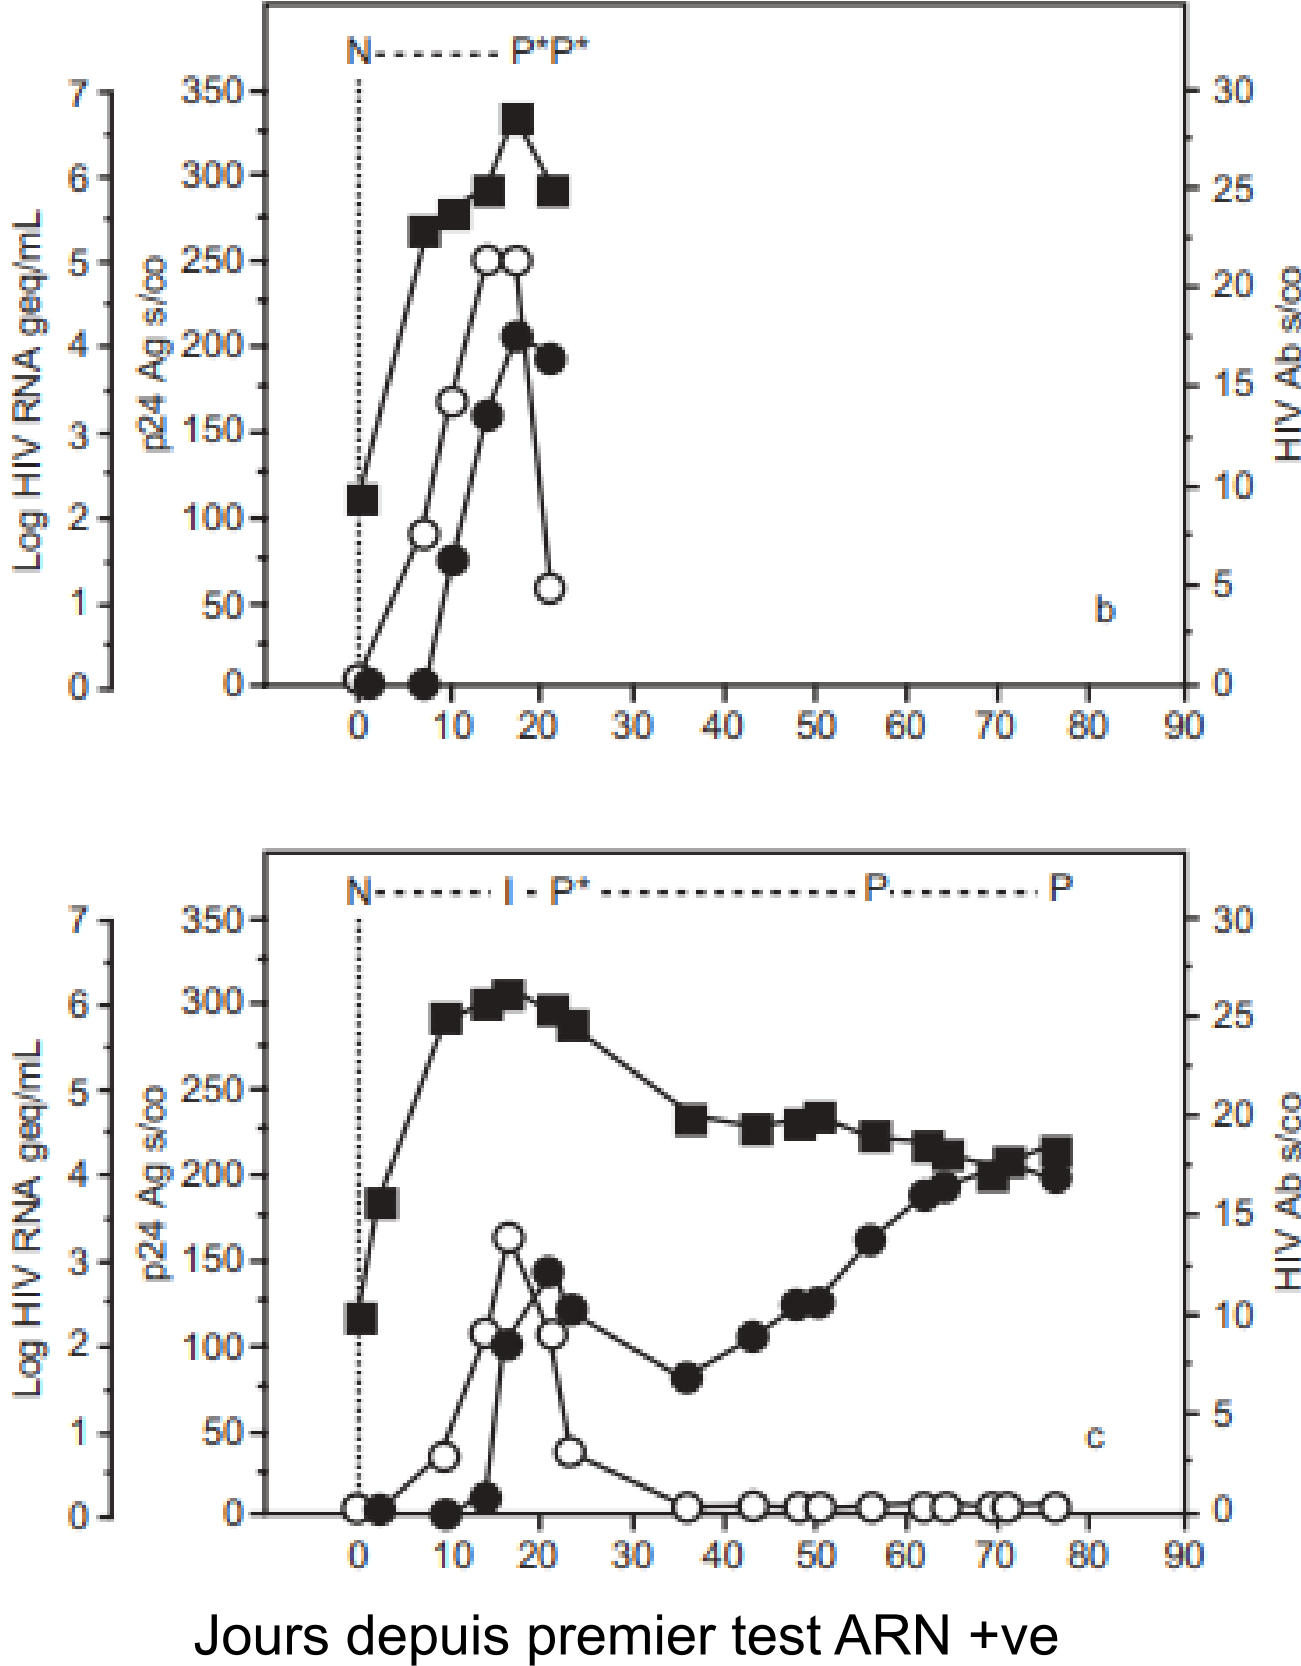 N P*P*
7 350 30
6 300 25
5 250 20
4 200 15
3 150
2 100 10
1 50 5
0 0 0
Log HIV RNA geq/mL
p24 Ag s/co
HIV Ab s/co
b
0 10 20 30 40 50 60 70 80 90
N I P* P P
7 350 30
6 300 25
5 250 20
4 200 15
3 150
2 100 10
1 50 5
0 0 0
Log HIV RNA geq/mL
p24 Ag s/co
HIV Ab s/co
c
0 10 20 30 40 50 60 70 80 90
Jours depuis premier test ARN +ve